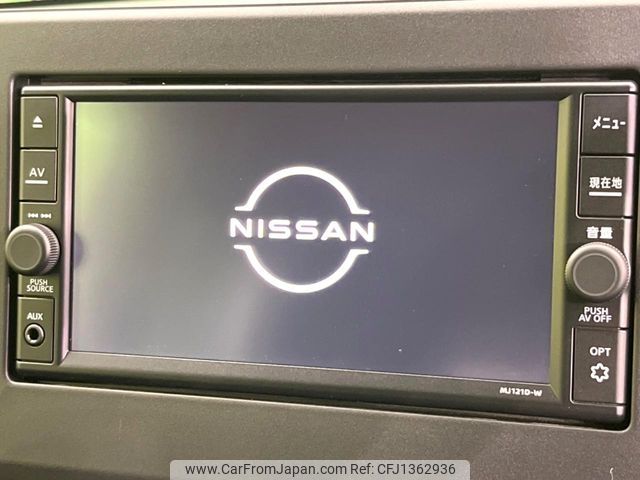 メニュー
AV
現在地
NISSAN
音量
PUSH
SOURCE
PUSH
AV OFF
AUX
OPT
MJ121D-W
www.CarFromJapan.com - CFJ1362936